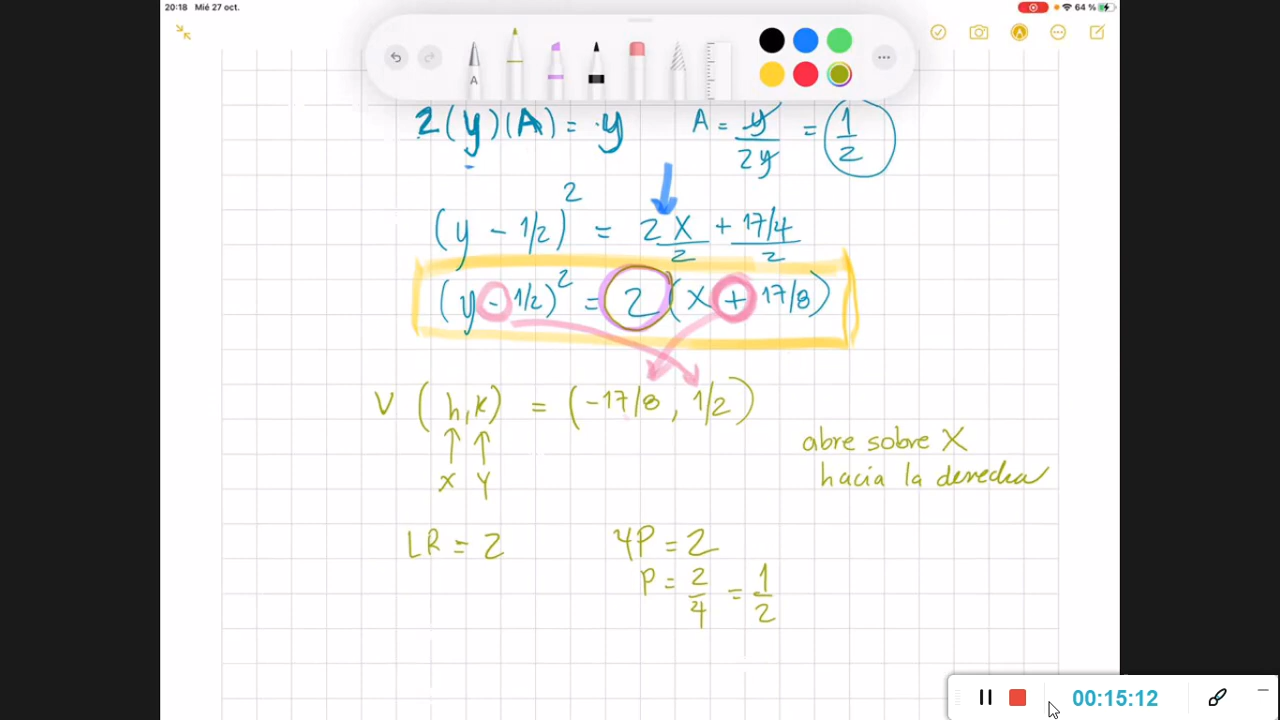 20:18 Mié 27 oct.
64 %
A
2(y)(A) = y A = y/2y = 1/2
(y - 1/2)² = 2x/2 + 17/4/2
(y - 1/2)² = 2 (x + 17/8)
V (h,k) = (-17/8, 1/2)
x y
abre sobre X
hacia la derecha
LR = 2 4P = 2
P = 2/4 = 1/2
00:15:12